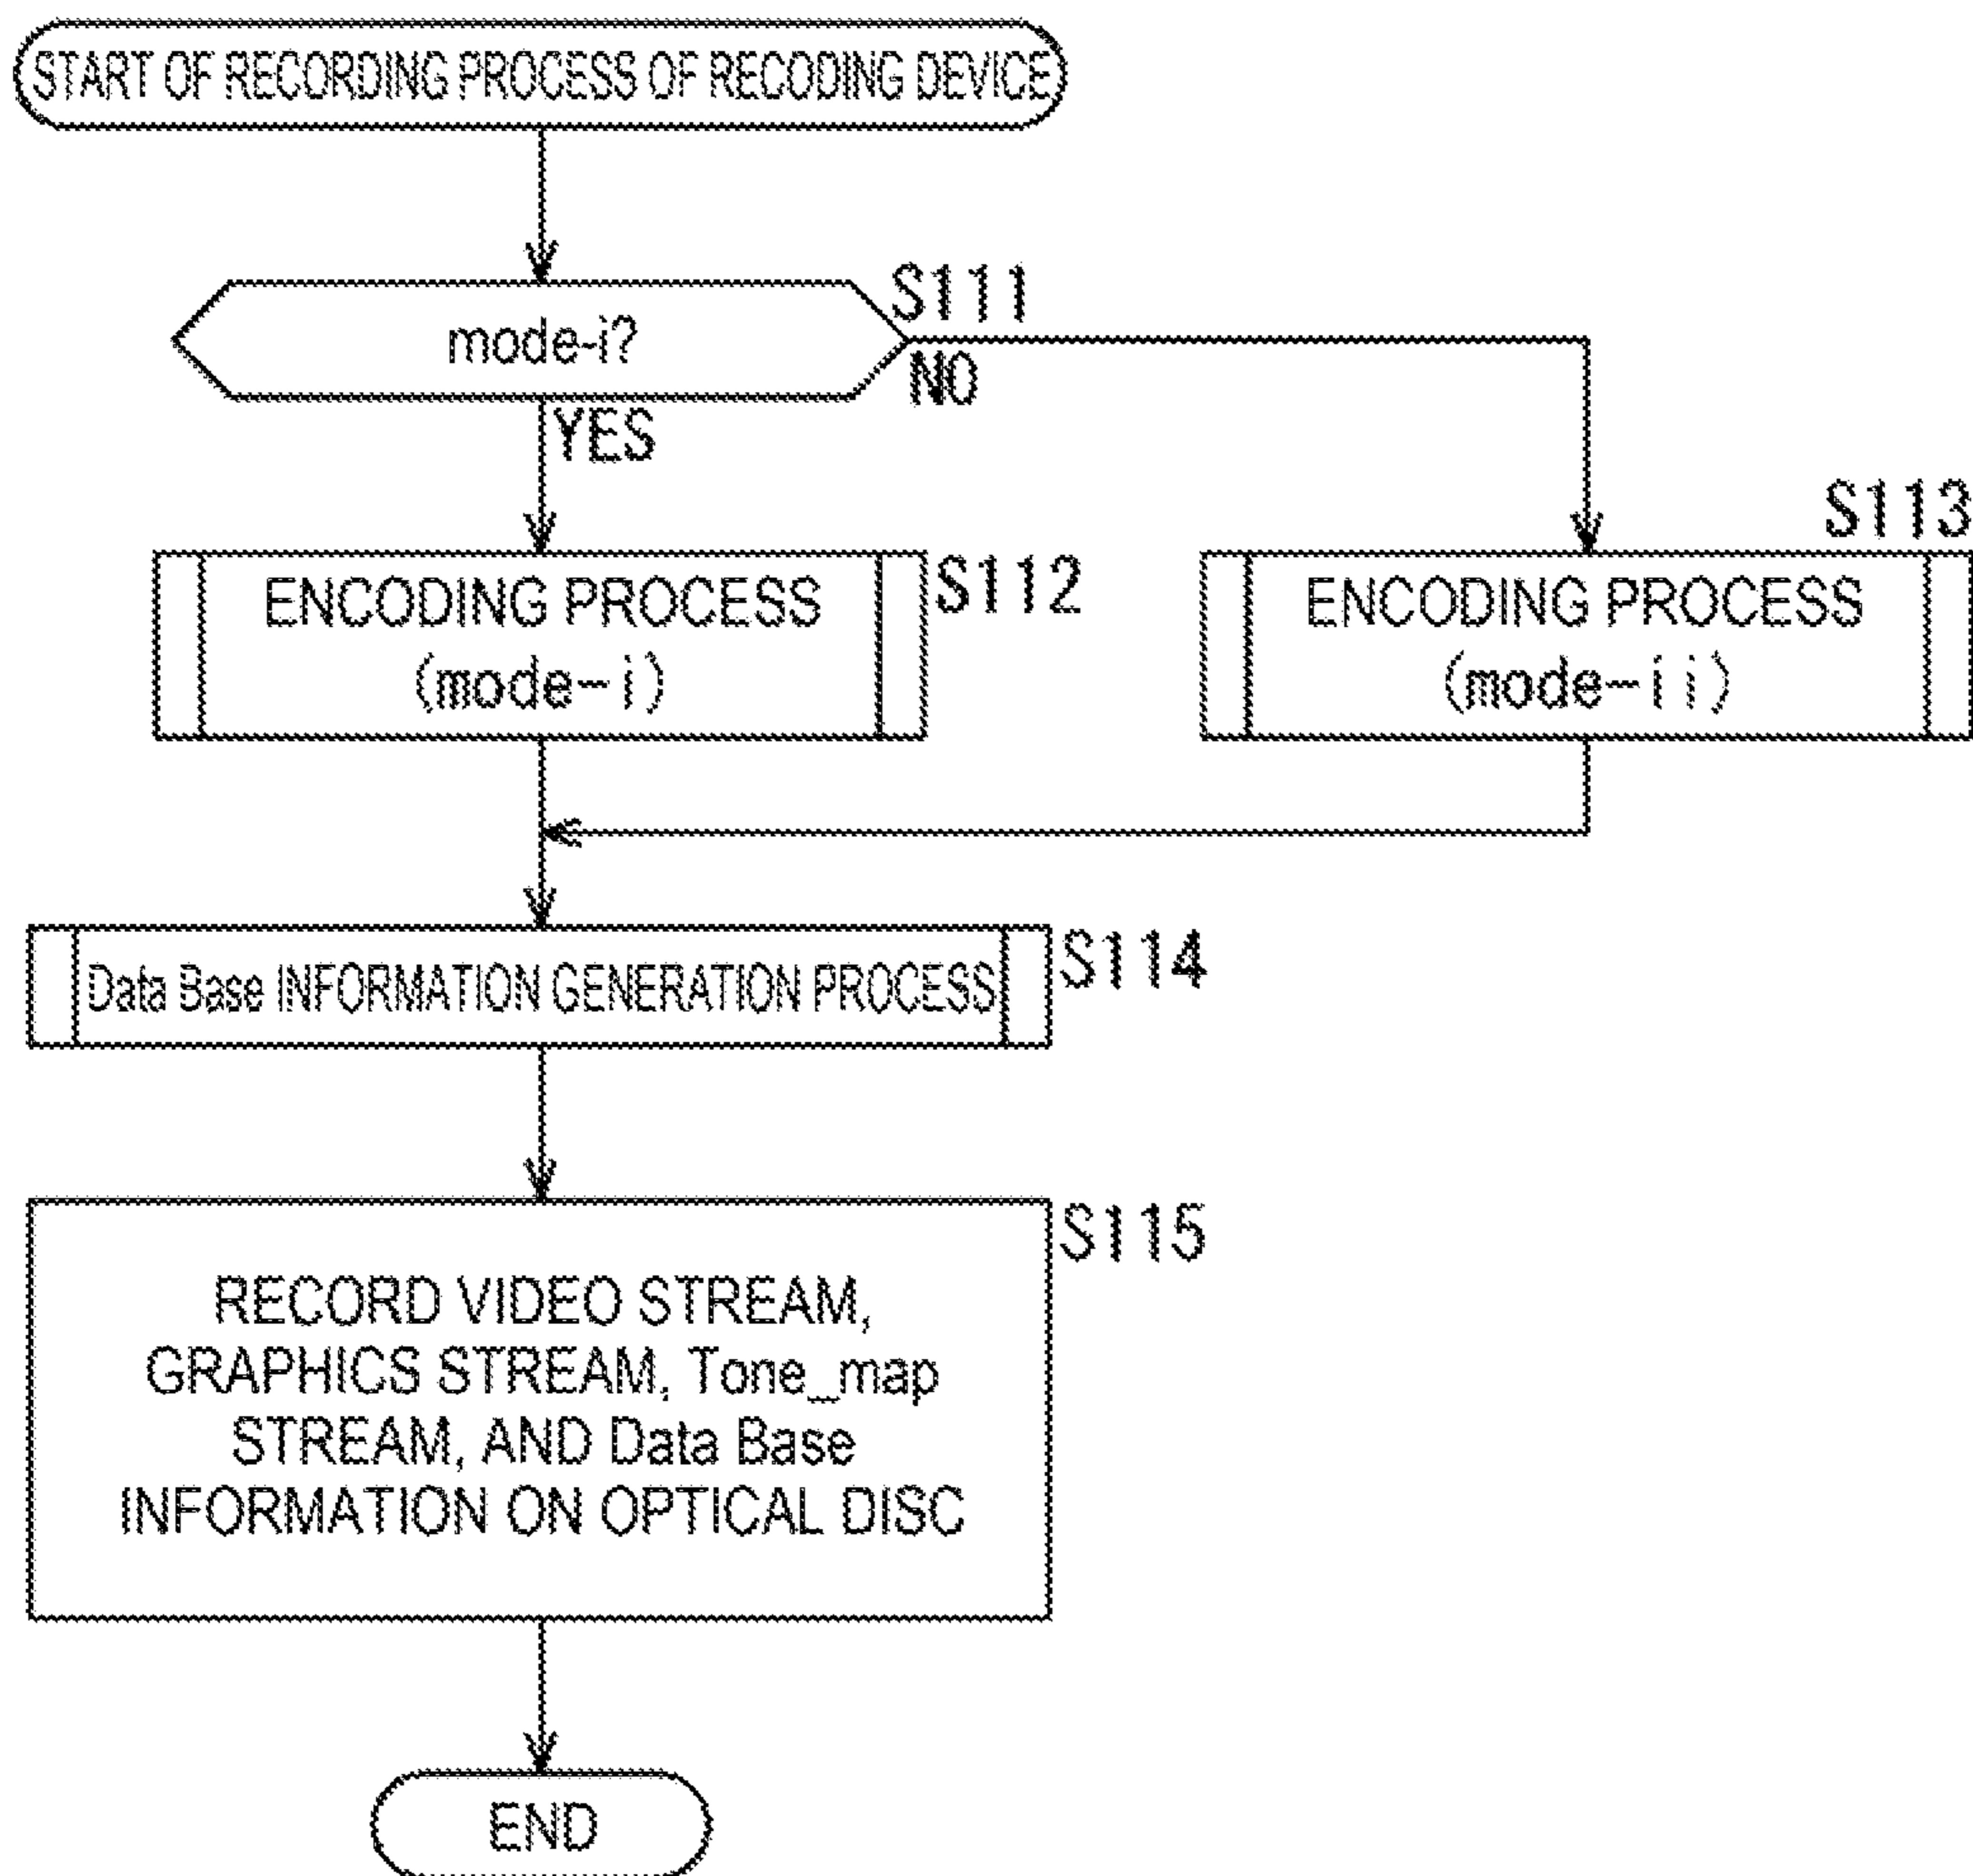 START OF RECORDING PROCESS OF RECODING DEVICE
S111
mode-i?
NO
YES
S113
S112
ENCODING PROCESS
(mode-i)
ENCODING PROCESS
(mode-ii)
S114
Data Base INFORMATION GENERATION PROCESS
S115
RECORD VIDEO STREAM,
GRAPHICS STREAM, Tone_map
STREAM, AND Data Base
INFORMATION ON OPTICAL DISC
END